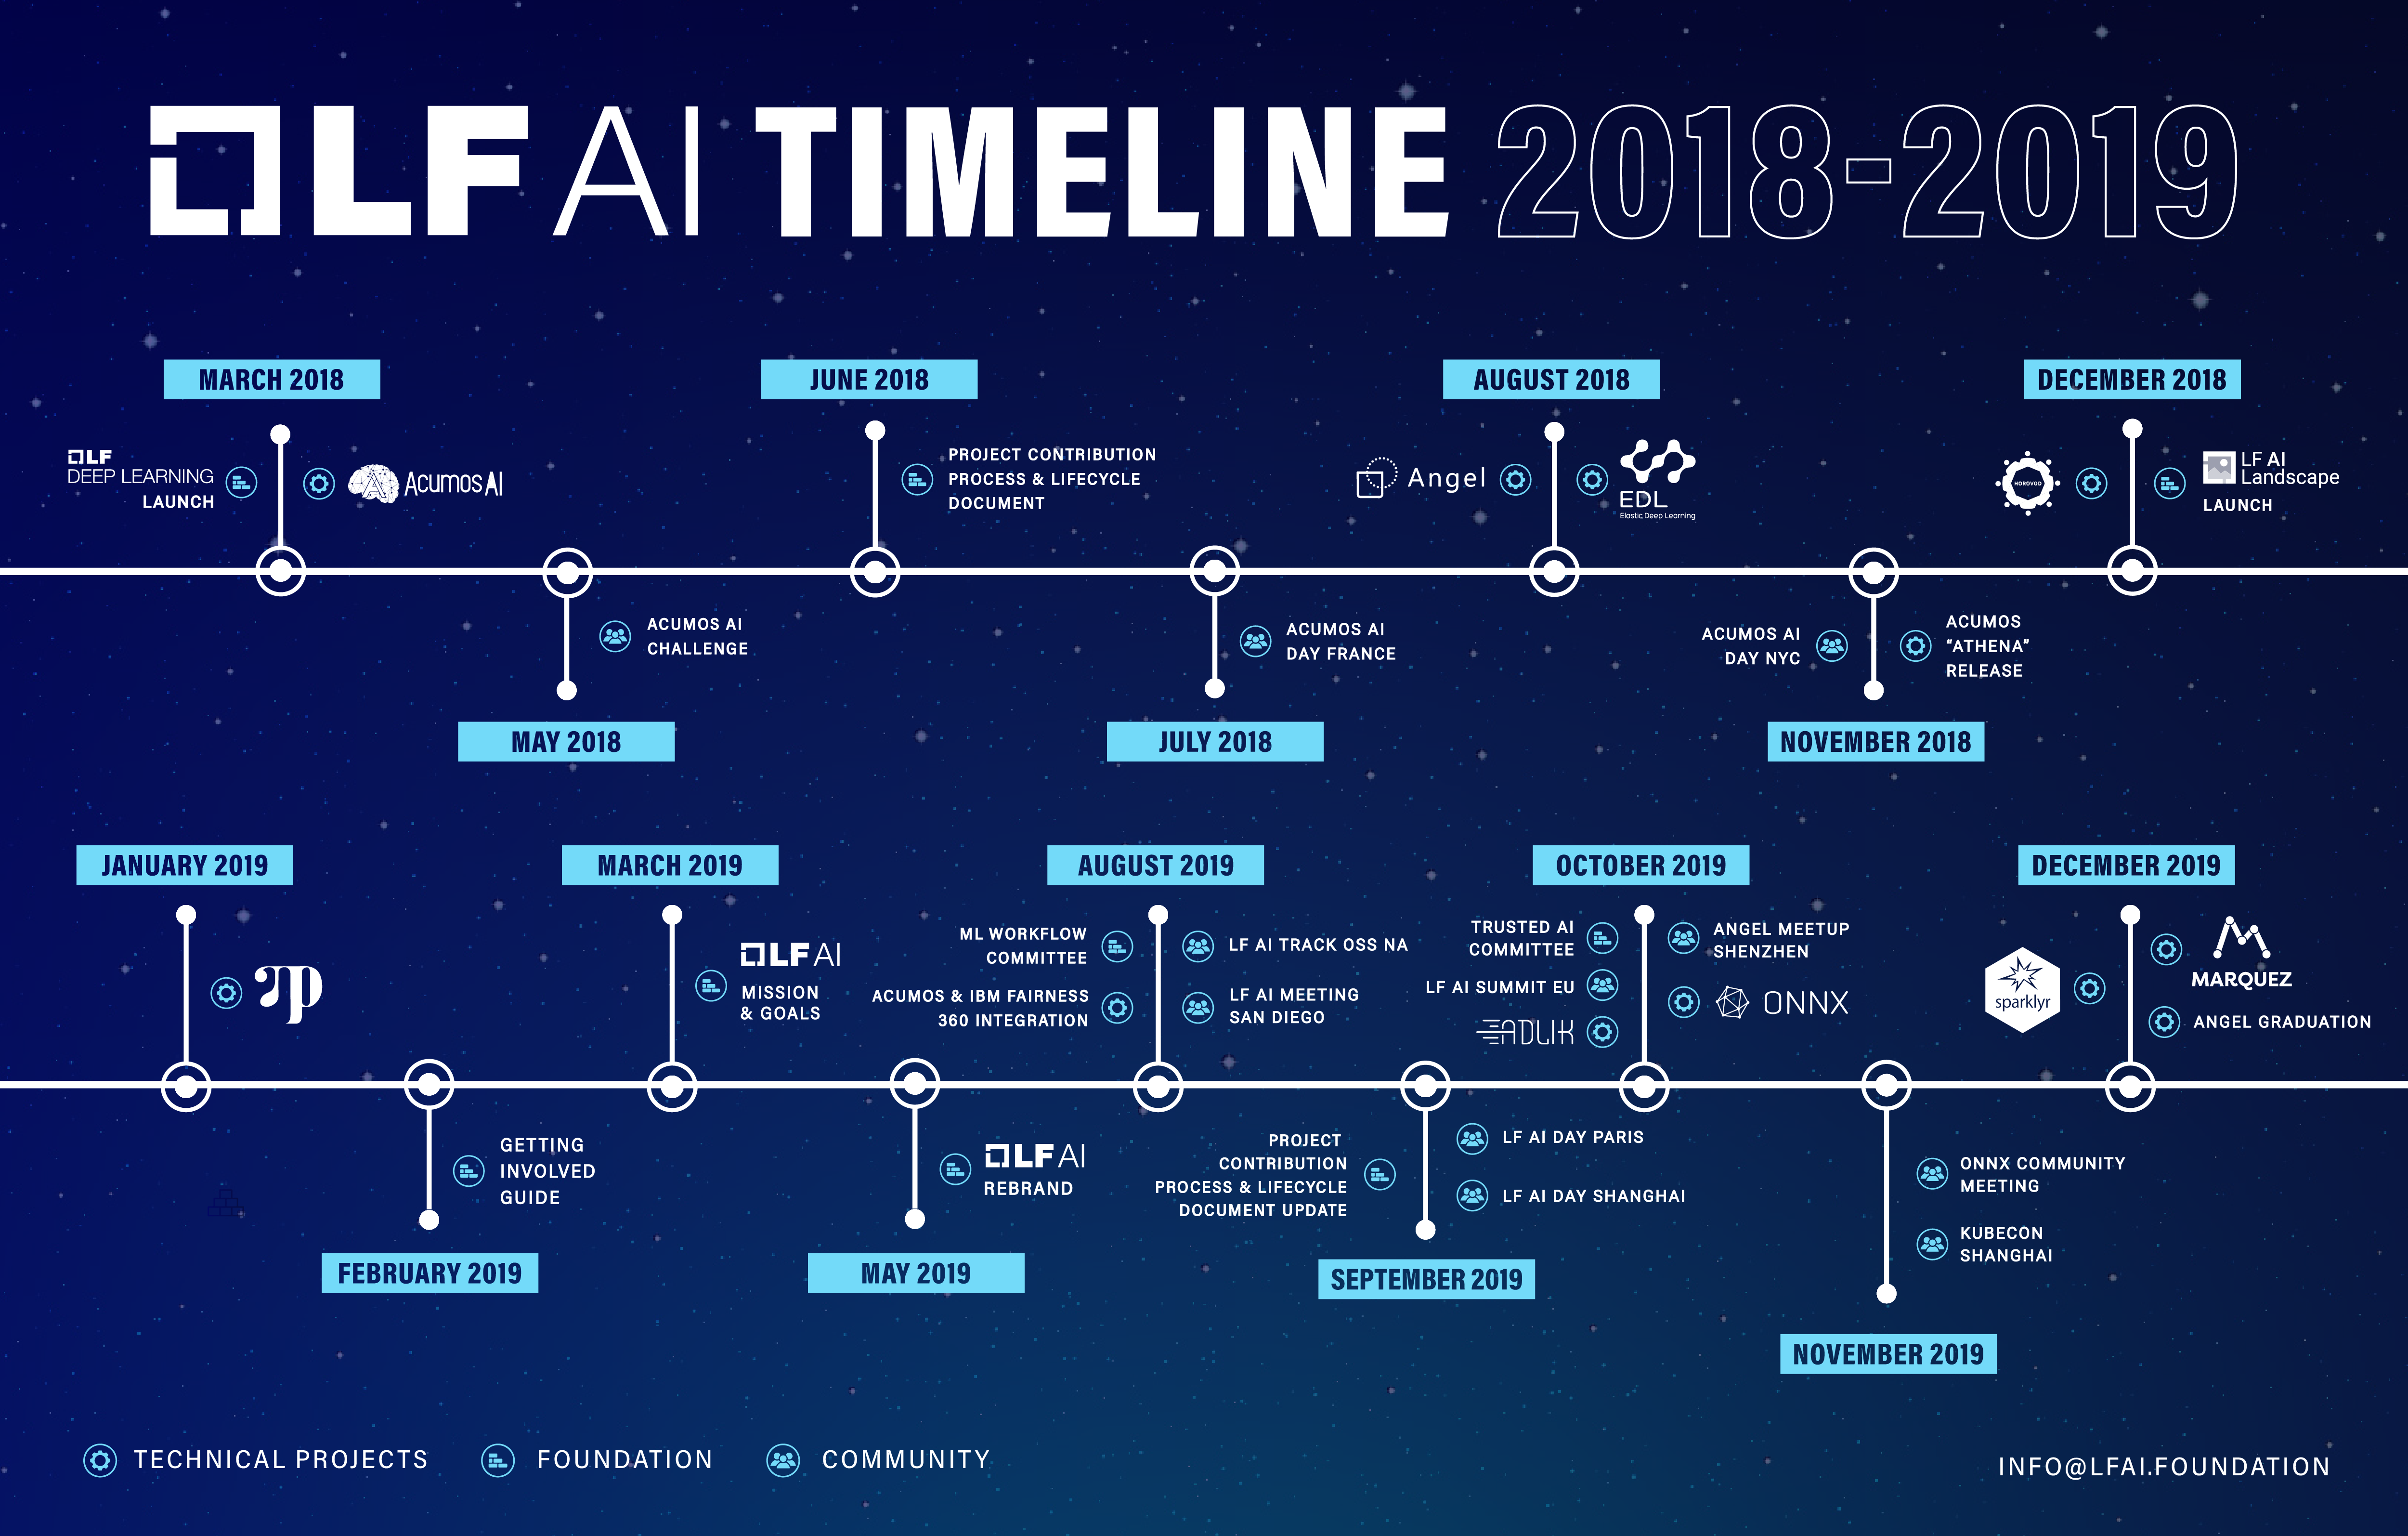 LF AI TIMELINE 2018-2019
MARCH 2018
LF
DEEP LEARNING
LAUNCH
Acumos AI
MAY 2018
ACUMOS AI
CHALLENGE
JUNE 2018
PROJECT CONTRIBUTION
PROCESS & LIFECYCLE
DOCUMENT
JULY 2018
ACUMOS AI
DAY FRANCE
AUGUST 2018
Angel
EDL
Elastic Deep Learning
NOVEMBER 2018
ACUMOS AI
DAY NYC
ACUMOS
“ATHENA”
RELEASE
DECEMBER 2018
HOROVOD
LF AI
Landscape
LAUNCH
JANUARY 2019
FEBRUARY 2019
GETTING
INVOLVED
GUIDE
MARCH 2019
LF AI
MISSION
& GOALS
MAY 2019
LF AI
REBRAND
AUGUST 2019
ML WORKFLOW
COMMITTEE
ACUMOS & IBM FAIRNESS
360 INTEGRATION
LF AI TRACK OSS NA
LF AI MEETING
SAN DIEGO
SEPTEMBER 2019
PROJECT
CONTRIBUTION
PROCESS & LIFECYCLE
DOCUMENT UPDATE
LF AI DAY PARIS
LF AI DAY SHANGHAI
OCTOBER 2019
TRUSTED AI
COMMITTEE
LF AI SUMMIT EU
ADLIK
ANGEL MEETUP
SHENZHEN
ONNX
NOVEMBER 2019
ONNX COMMUNITY
MEETING
KUBECON
SHANGHAI
DECEMBER 2019
sparklyr
MARQUEZ
ANGEL GRADUATION
TECHNICAL PROJECTS
FOUNDATION
COMMUNITY
INFO@LFAI.FOUNDATION